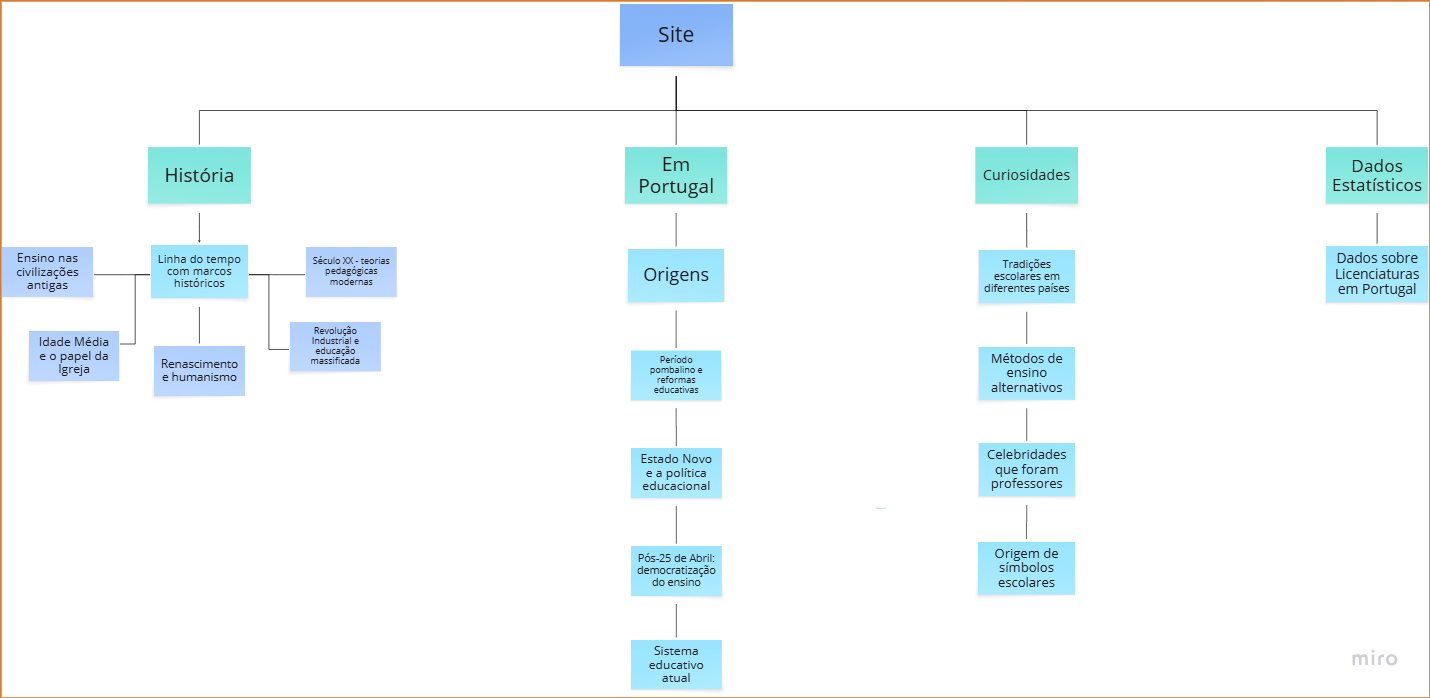 Site
História
Em
Portugal
Curiosidades
Dados
Estatísticos
Ensino nas
civilizações
antigas
Linha do tempo
com marcos
históricos
Século XX - teorias
pedagógicas
modernas
Idade Média
e o papel da
Igreja
Renascimento
e humanismo
Revolução
Industrial e
educação
massificada
Origens
Período
pombalino e
reformas
educativas
Estado Novo
e a política
educacional
Pós-25 de Abril:
democratização
do ensino
Sistema
educativo
atual
Tradições
escolares em
diferentes países
Métodos de
ensino
alternativos
Celebridades
que foram
professores
Origem de
símbolos
escolares
Dados sobre
Licenciaturas
em Portugal
miro